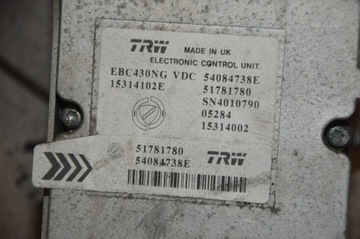 TRW MADE IN UK
ELECTRONIC CONTROL UNIT.
EBC430NG VDC 54084738E
15314102E 51781780
SN4010790
05284
15314002
51781780 TRW
54084738E